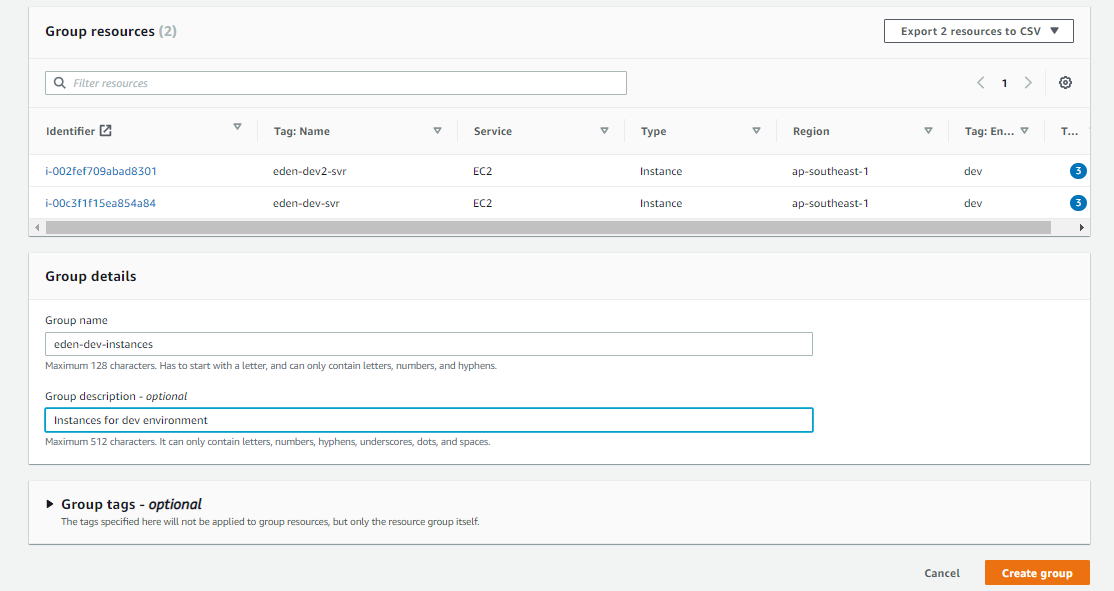 Group resources (2)
Export 2 resources to CSV
Filter resources
1
Identifier Tag: Name Service Type Region Tag: En... T...
i-002fef709abad8301 eden-dev2-svr EC2 Instance ap-southeast-1 dev 3
i-00c3f1f15ea854a84 eden-dev-svr EC2 Instance ap-southeast-1 dev 3
Group details
Group name
eden-dev-instances
Maximum 128 characters. Has to start with a letter, and can only contain letters, numbers, and hyphens.
Group description - optional
Instances for dev environment
Maximum 512 characters. It can only contain letters, numbers, hyphens, underscores, dots, and spaces.
Group tags - optional
The tags specified here will not be applied to group resources, but only the resource group itself.
Cancel Create group